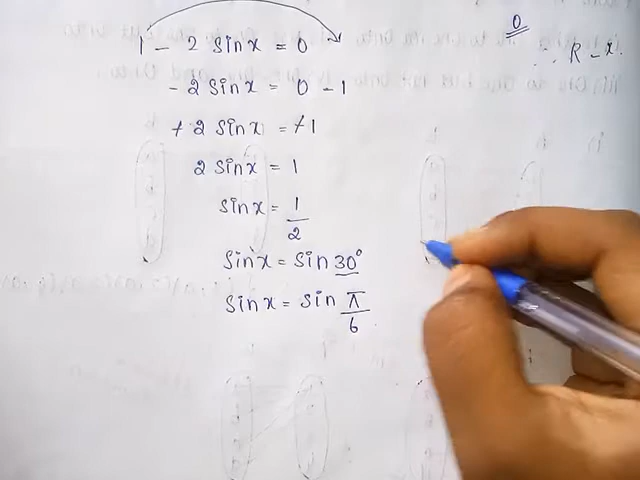 1 - 2 sin x = 0
0
∴ R - x.
- 2 sin x = 0 - 1
+ 2 sin x = + 1
2 sin x = 1
sin x = 1/2
sin x = sin 30°
sin x = sin π/6